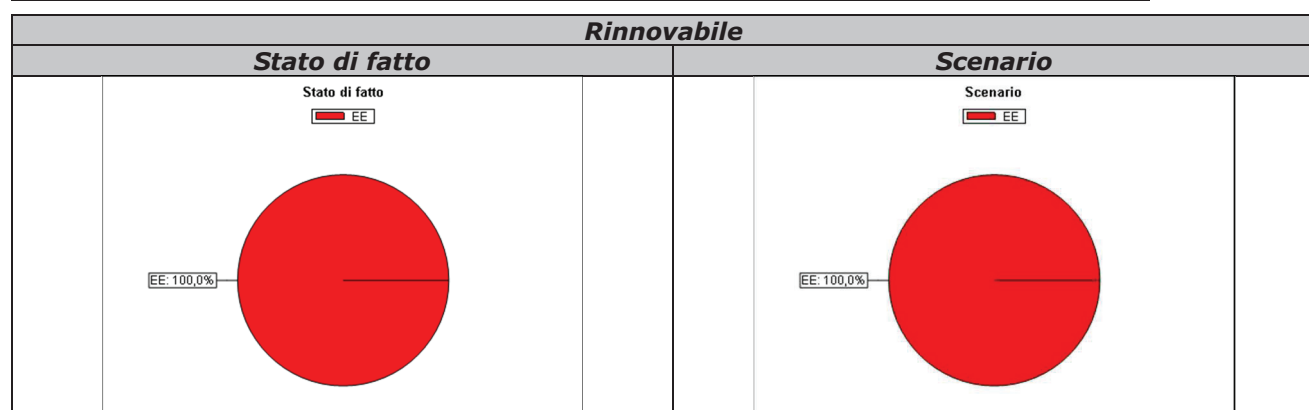 Rinnovabile
Stato di fatto Scenario
Stato di fatto Scenario
EE EE
EE: 100,0% EE: 100,0%